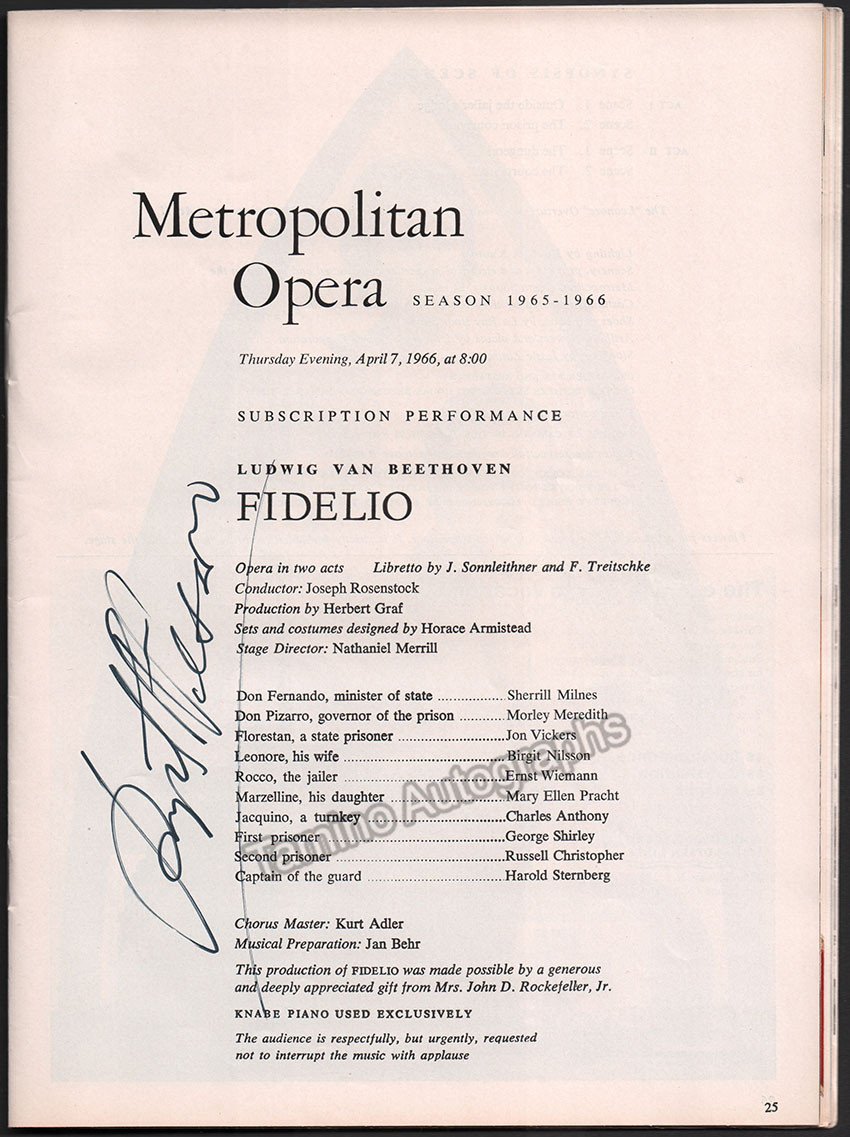 Metropolitan
Opera SEASON 1965-1966
Thursday Evening, April 7, 1966, at 8:00
SUBSCRIPTION PERFORMANCE
LUDWIG VAN BEETHOVEN
FIDELIO
Opera in two acts Libretto by J. Sonnleithner and F. Treitschke
Conductor: Joseph Rosenstock
Production by Herbert Graf
Sets and costumes designed by Horace Armistead
Stage Director: Nathaniel Merrill
Don Fernando, minister of state ................. Sherrill Milnes
Don Pizarro, governor of the prison ............ Morley Meredith
Florestan, a state prisoner ........................... Jon Vickers
Leonore, his wife ......................................... Birgit Nilsson
Rocco, the jailer ......................................... Ernst Wiemann
Marzelline, his daughter ............................. Mary Ellen Pracht
Jacquino, a turnkey .................................... Charles Anthony
First prisoner .............................................. George Shirley
Second prisoner .......................................... Russell Christopher
Captain of the guard ................................... Harold Sternberg
Chorus Master: Kurt Adler
Musical Preparation: Jan Behr
This production of FIDELIO was made possible by a generous
and deeply appreciated gift from Mrs. John D. Rockefeller, Jr.
KNABE PIANO USED EXCLUSIVELY
The audience is respectfully, but urgently, requested
not to interrupt the music with applause
25
Birgit Nilsson
Tamino Autographs